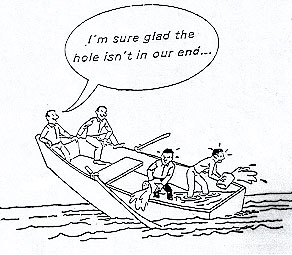 I'm sure glad the
hole isn't in our end...